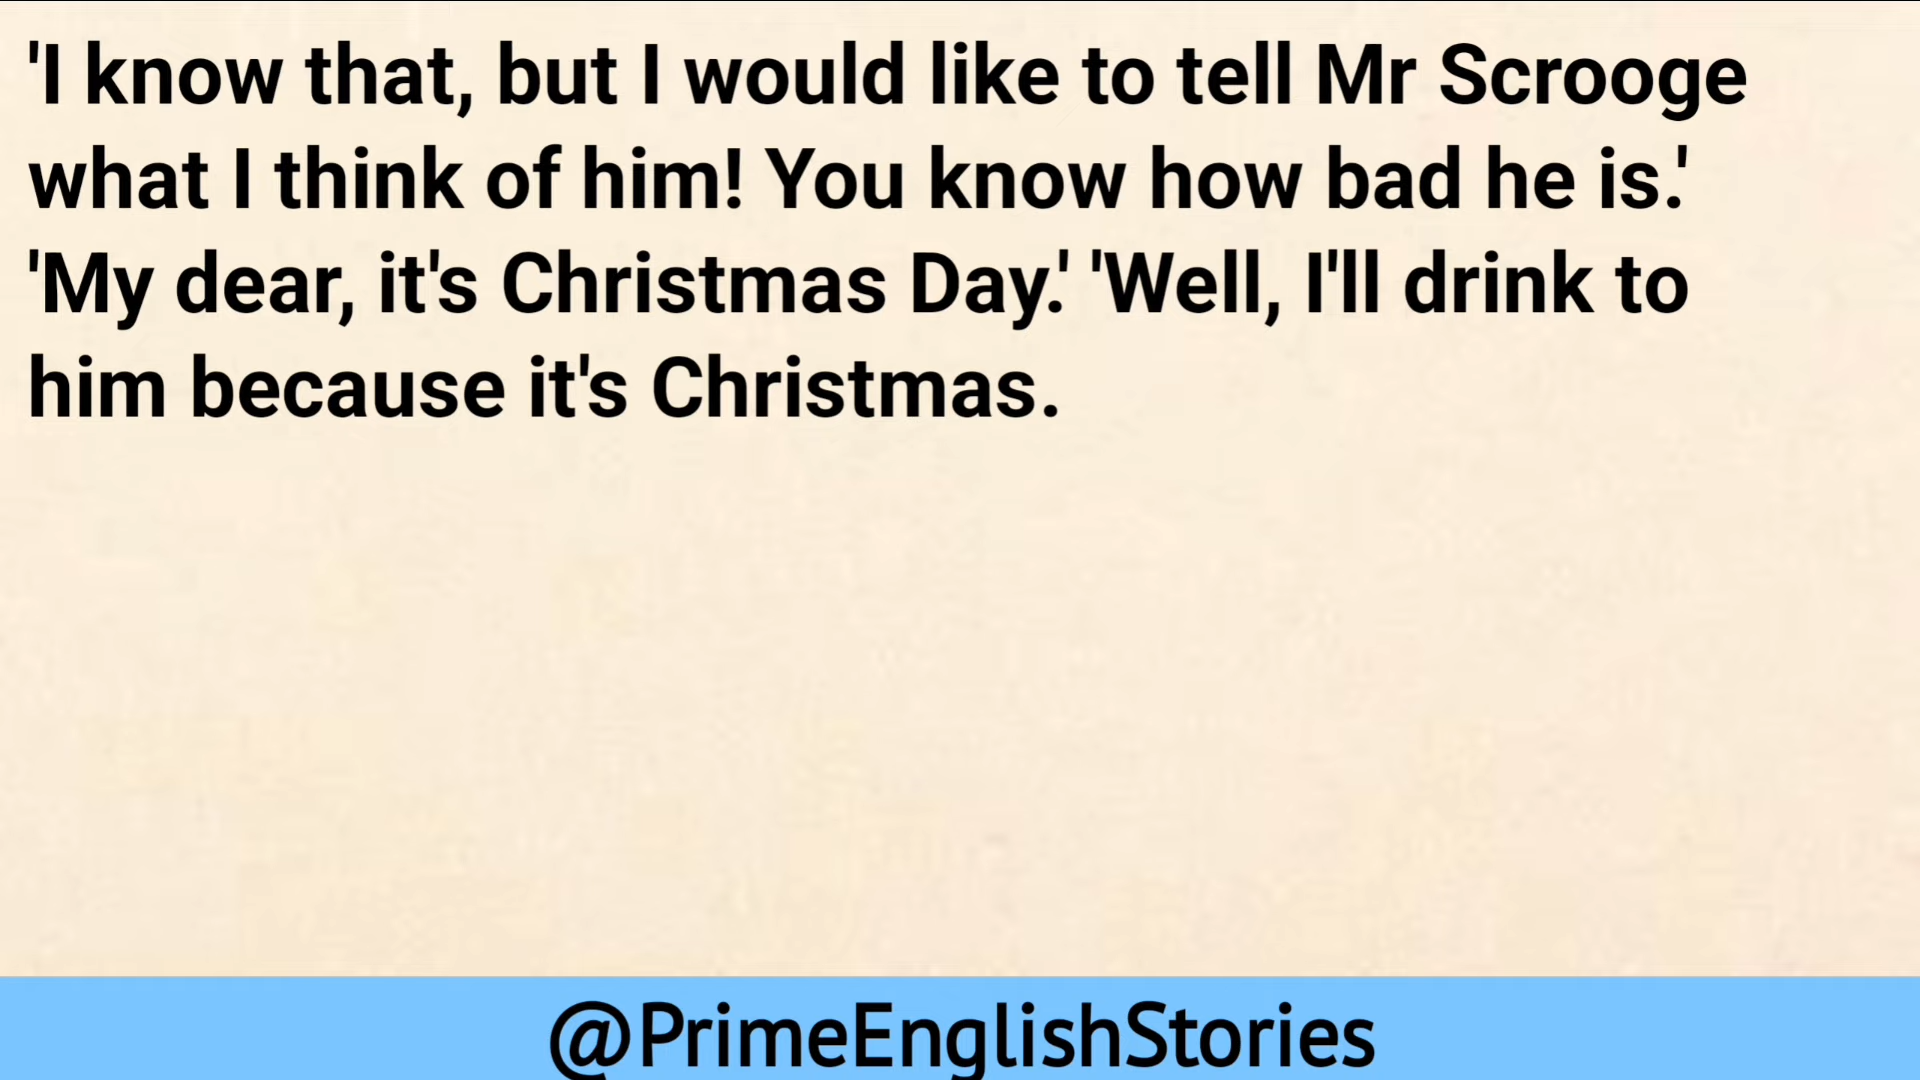 'I know that, but I would like to tell Mr Scrooge
what I think of him! You know how bad he is.'
'My dear, it's Christmas Day.' 'Well, I'll drink to
him because it's Christmas.
@PrimeEnglishStories